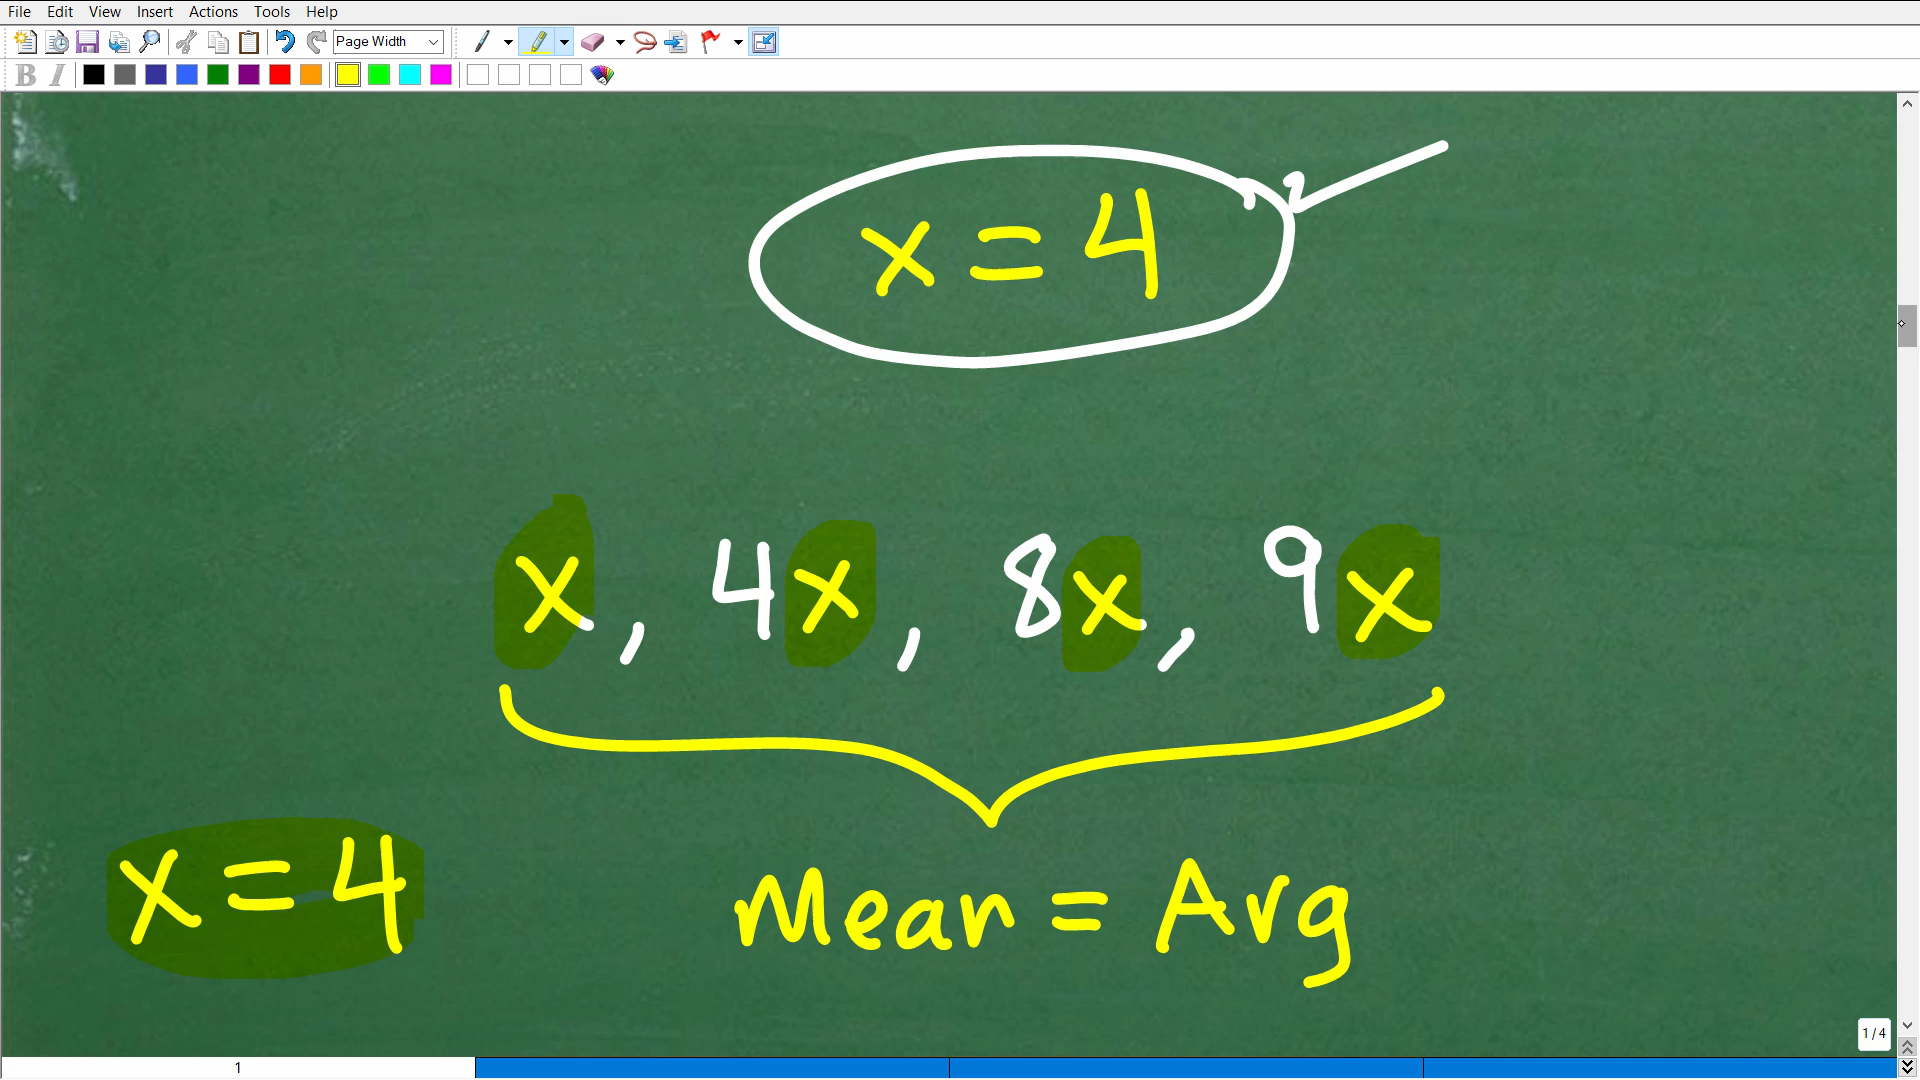 File Edit View Insert Actions Tools Help
Page Width
B I
x = 4
x, 4x, 8x, 9x
x = 4
Mean = Avg
1 / 4
1